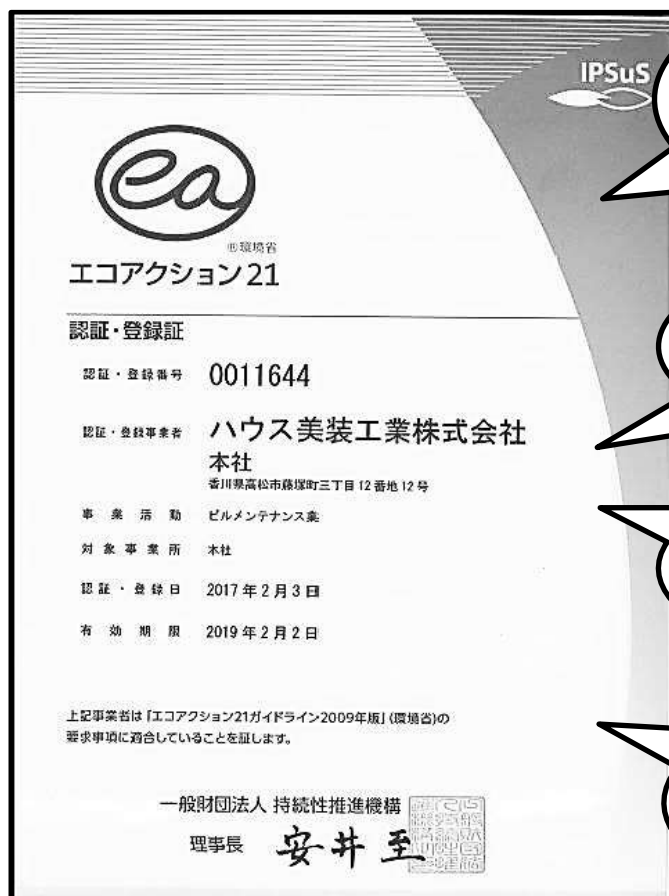 IPSuS
ea
®環境省
エコアクション21
認証・登録証
認証・登録番号 0011644
認証・登録事業者 ハウス美装工業株式会社
本社
香川県高松市藤塚町三丁目12番地12号
事業活動 ビルメンテナンス業
対象事業所 本社
認証・登録日 2017年2月3日
有効期限 2019年2月2日
上記事業者は「エコアクション21ガイドライン2009年版」(環境省)の
要求事項に適合していることを証します。
一般財団法人 持続性推進機構
理事長 安井 至